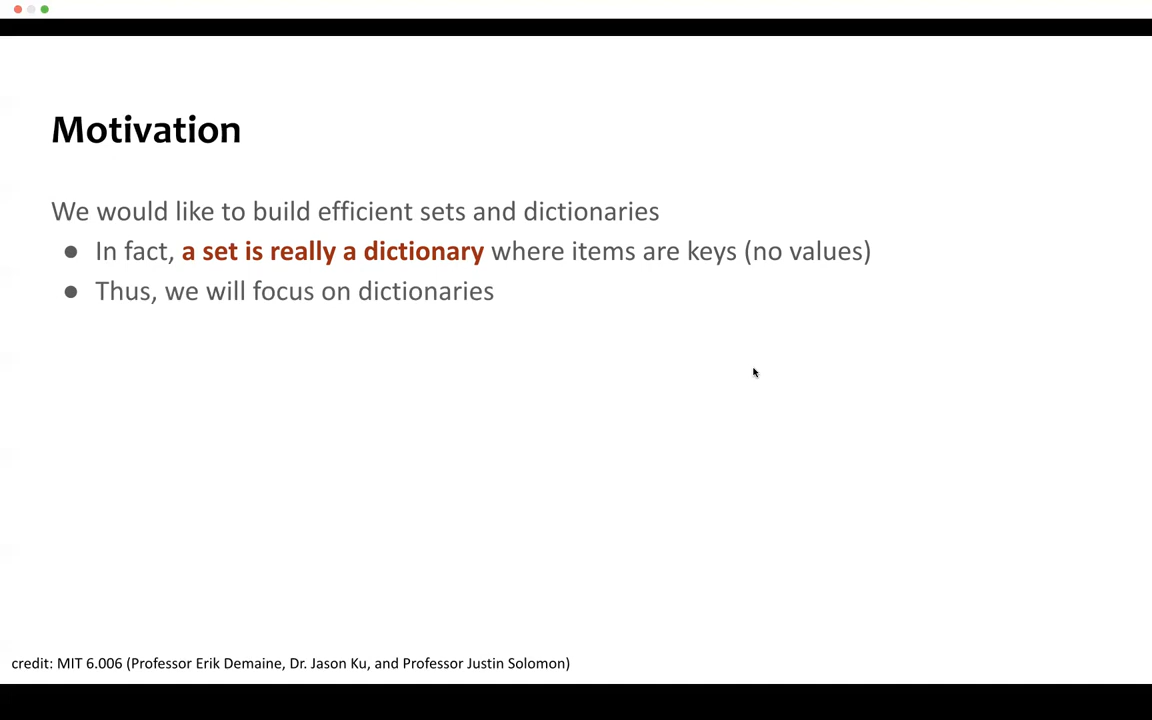 Motivation
We would like to build efficient sets and dictionaries
● In fact, a set is really a dictionary where items are keys (no values)
● Thus, we will focus on dictionaries
credit: MIT 6.006 (Professor Erik Demaine, Dr. Jason Ku, and Professor Justin Solomon)